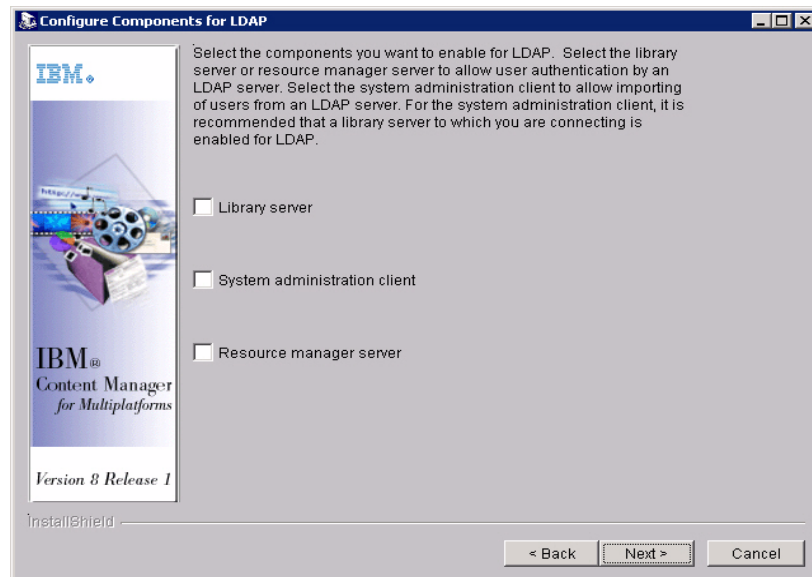 Configure Components for LDAP
IBM®
Select the components you want to enable for LDAP. Select the library
server or resource manager server to allow user authentication by an
LDAP server. Select the system administration client to allow importing
of users from an LDAP server. For the system administration client, it is
recommended that a library server to which you are connecting is
enabled for LDAP.
http://www.
Library server
System administration client
Resource manager server
IBM®
Content Manager
for Multiplatforms
Version 8 Release 1
InstallShield
< Back
Next >
Cancel